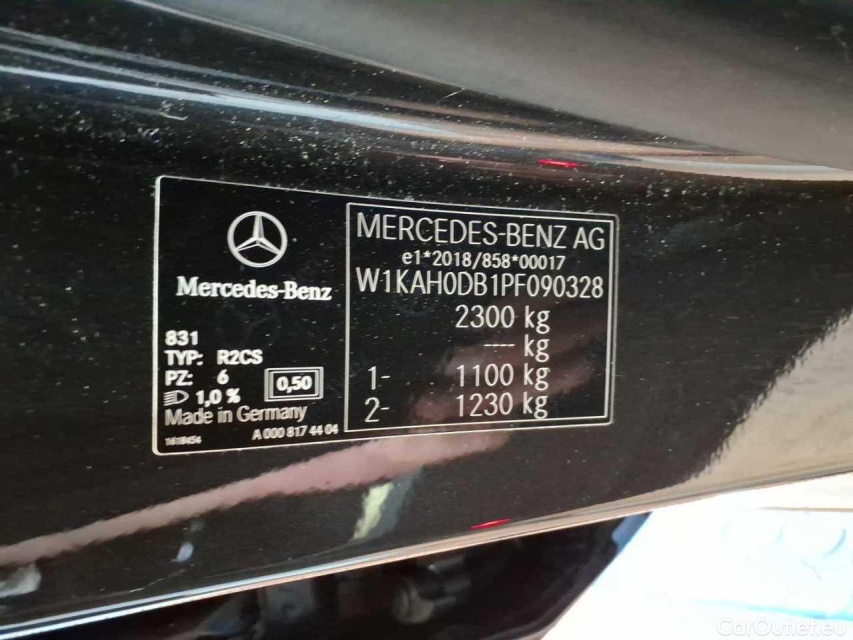 Mercedes-Benz
831
TYP: R2CS
PZ: 6
0,50
1,0 %
Made in Germany
A 000 817 44 04
MERCEDES-BENZ AG
e1*2018/858*00017
W1KAH0DB1PF090328
2300 kg
---- kg
1- 1100 kg
2- 1230 kg
CarOutlet.eu